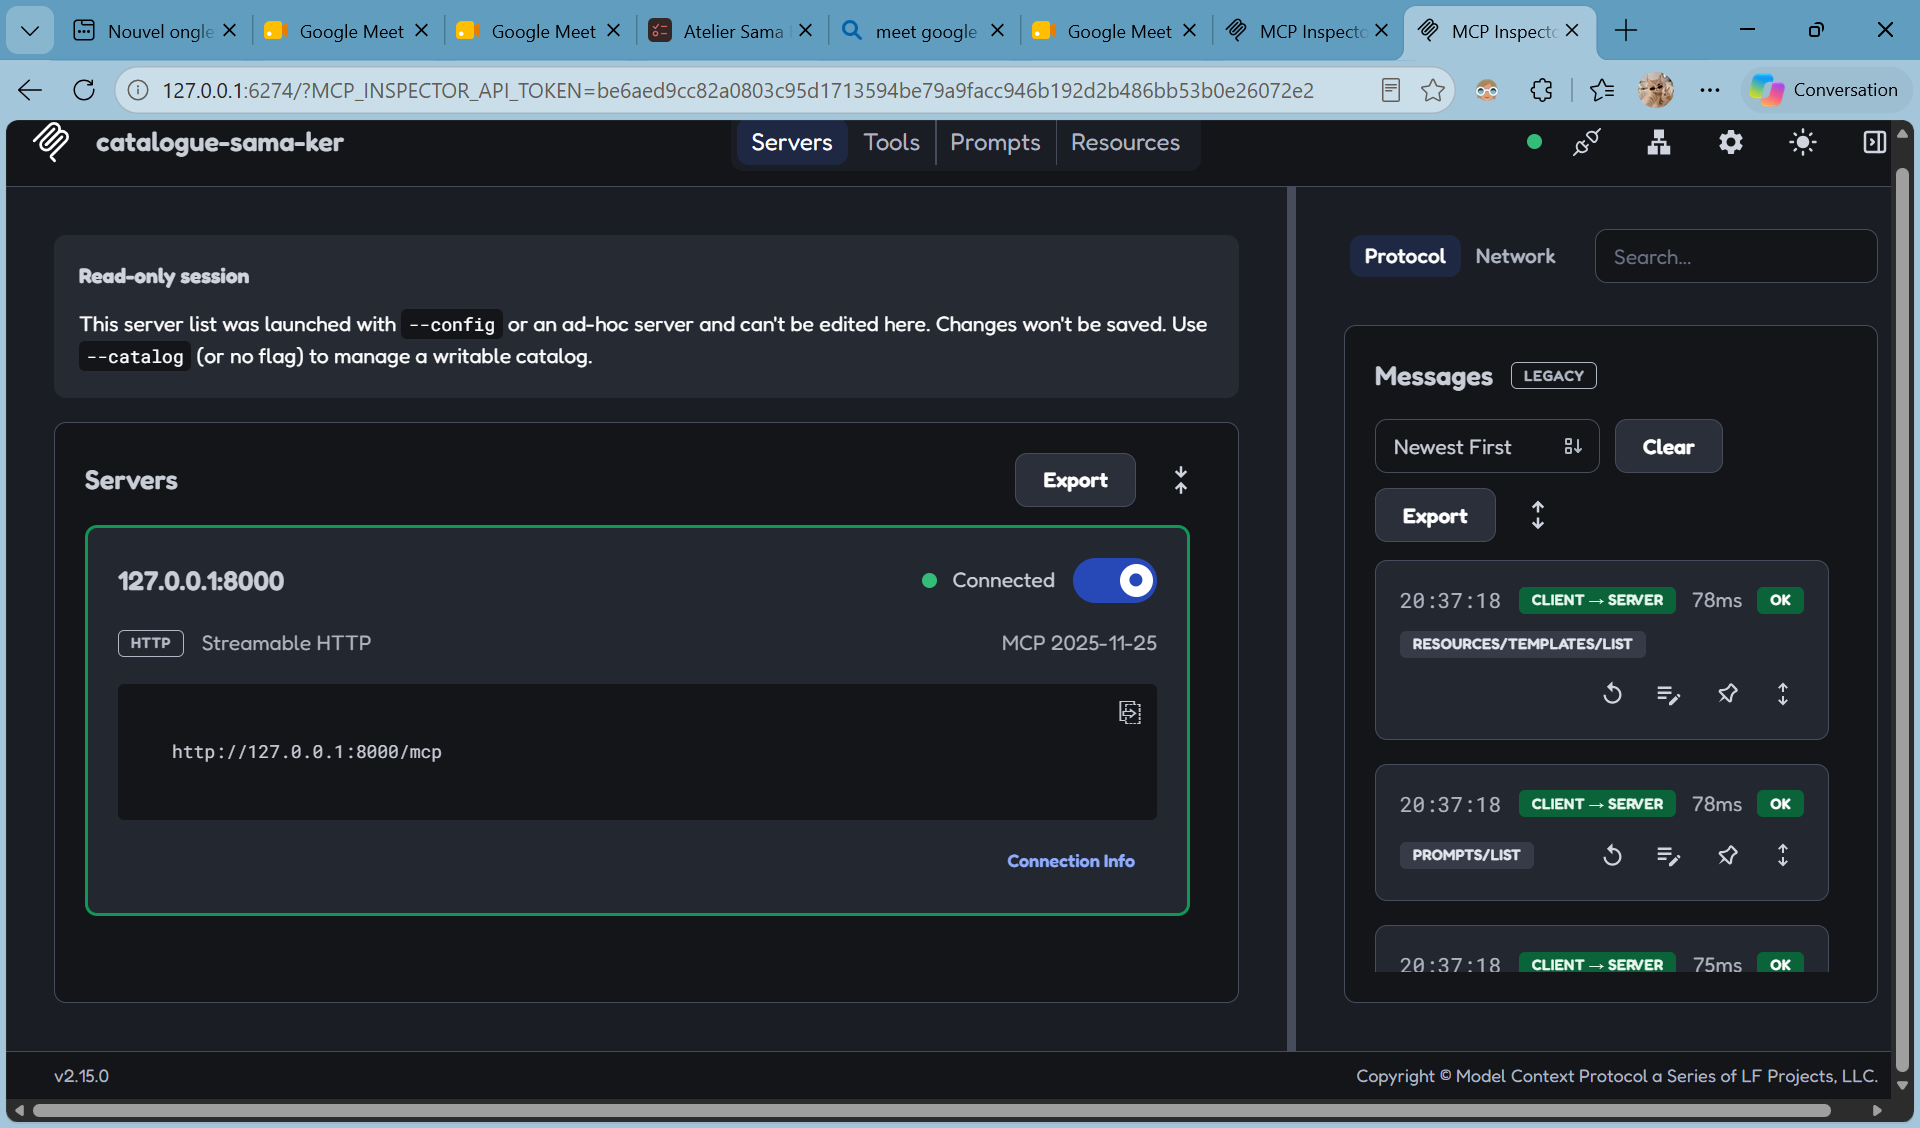 Nouvel ongle
Google Meet
Google Meet
Atelier Sama
meet google
Google Meet
MCP Inspecto
MCP Inspecto
127.0.0.1:6274/?MCP_INSPECTOR_API_TOKEN=be6aed9cc82a0803c95d1713594be79a9facc946b192d2b486bb53b0e26072e2
Conversation
catalogue-sama-ker
Servers
Tools
Prompts
Resources
Read-only session
This server list was launched with --config or an ad-hoc server and can't be edited here. Changes won't be saved. Use
--catalog (or no flag) to manage a writable catalog.
Servers
Export
127.0.0.1:8000
Connected
HTTP Streamable HTTP
MCP 2025-11-25
http://127.0.0.1:8000/mcp
Connection Info
Protocol
Network
Search...
Messages LEGACY
Newest First
Clear
Export
20:37:18 CLIENT → SERVER 78ms OK
RESOURCES/TEMPLATES/LIST
20:37:18 CLIENT → SERVER 78ms OK
PROMPTS/LIST
20:37:18 CLIENT → SERVER 75ms OK
v2.15.0
Copyright © Model Context Protocol a Series of LF Projects, LLC.